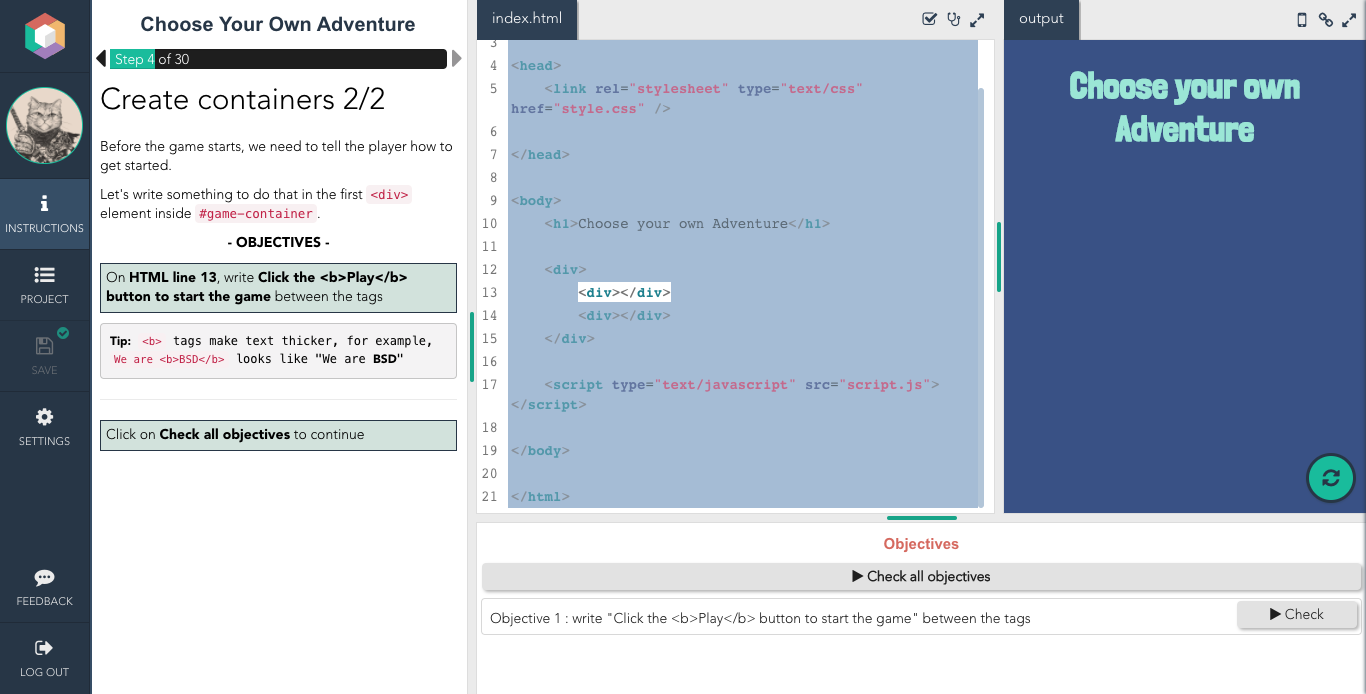 Choose Your Own Adventure
Step 4 of 30
Create containers 2/2
Before the game starts, we need to tell the player how to
get started.
Let's write something to do that in the first <div>
element inside #game-container.
- OBJECTIVES -
On HTML line 13, write Click the <b>Play</b>
button to start the game between the tags
Tip: <b> tags make text thicker, for example,
We are <b>BSD</b> looks like "We are BSD"
Click on Check all objectives to continue
INSTRUCTIONS
PROJECT
SAVE
SETTINGS
FEEDBACK
LOG OUT
index.html
3
4 <head>
5 <link rel="stylesheet" type="text/css"
href="style.css" />
6
7 </head>
8
9 <body>
10 <h1>Choose your own Adventure</h1>
11
12 <div>
13 <div></div>
14 <div></div>
15 </div>
16
17 <script type="text/javascript" src="script.js">
</script>
18
19 </body>
20
21 </html>
output
Choose your own
Adventure
Objectives
Check all objectives
Objective 1 : write "Click the <b>Play</b> button to start the game" between the tags
Check